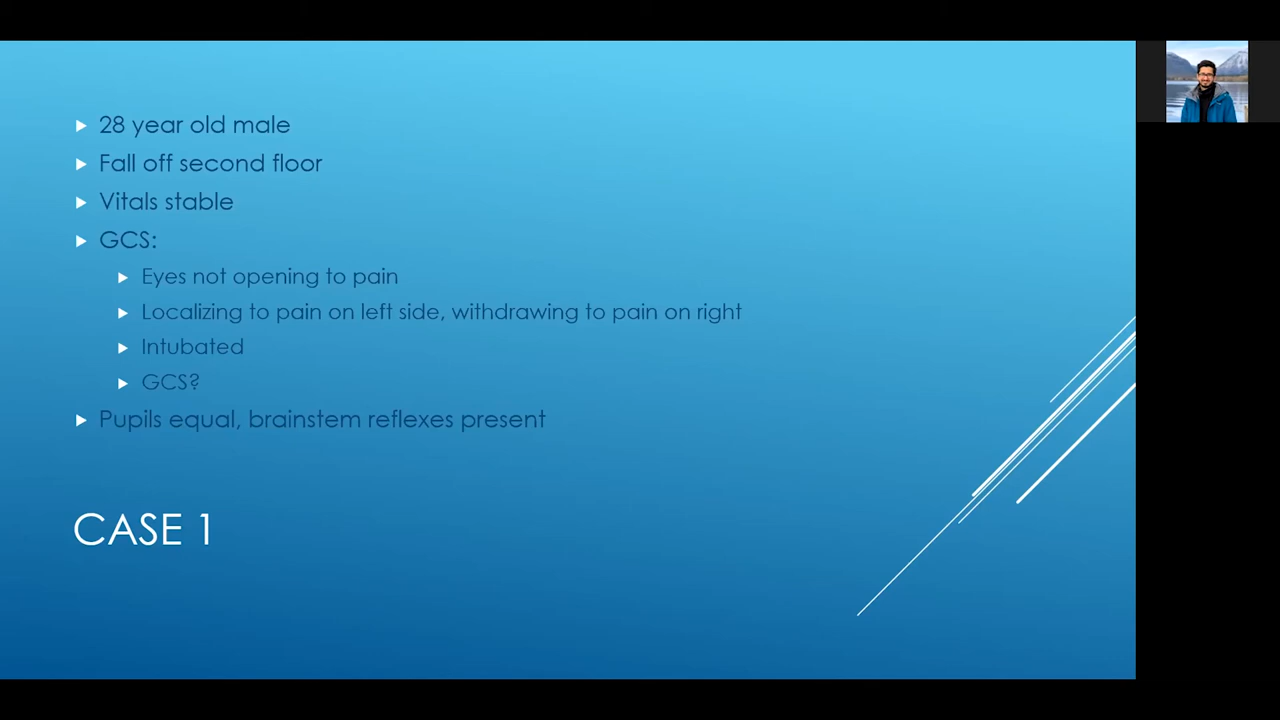 28 year old male
Fall off second floor
Vitals stable
GCS:
Eyes not opening to pain
Localizing to pain on left side, withdrawing to pain on right
Intubated
GCS?
Pupils equal, brainstem reflexes present
CASE 1